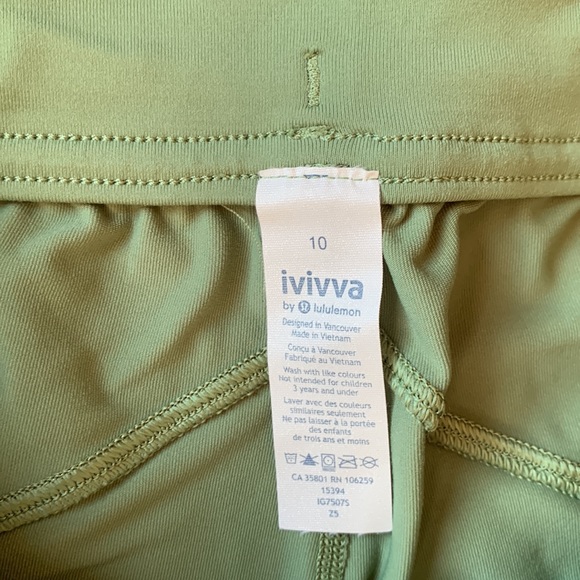 10
ivivva
by lululemon
Designed in Vancouver
Made in Vietnam
Conçu à Vancouver
Fabriqué au Vietnam
Wash with like colours
Not intended for children
3 years and under
Laver avec des couleurs
similaires seulement
Ne pas laisser à la portée
des enfants
de trois ans et moins
CA 35801 RN 106259
15394
IG7507S
Z5